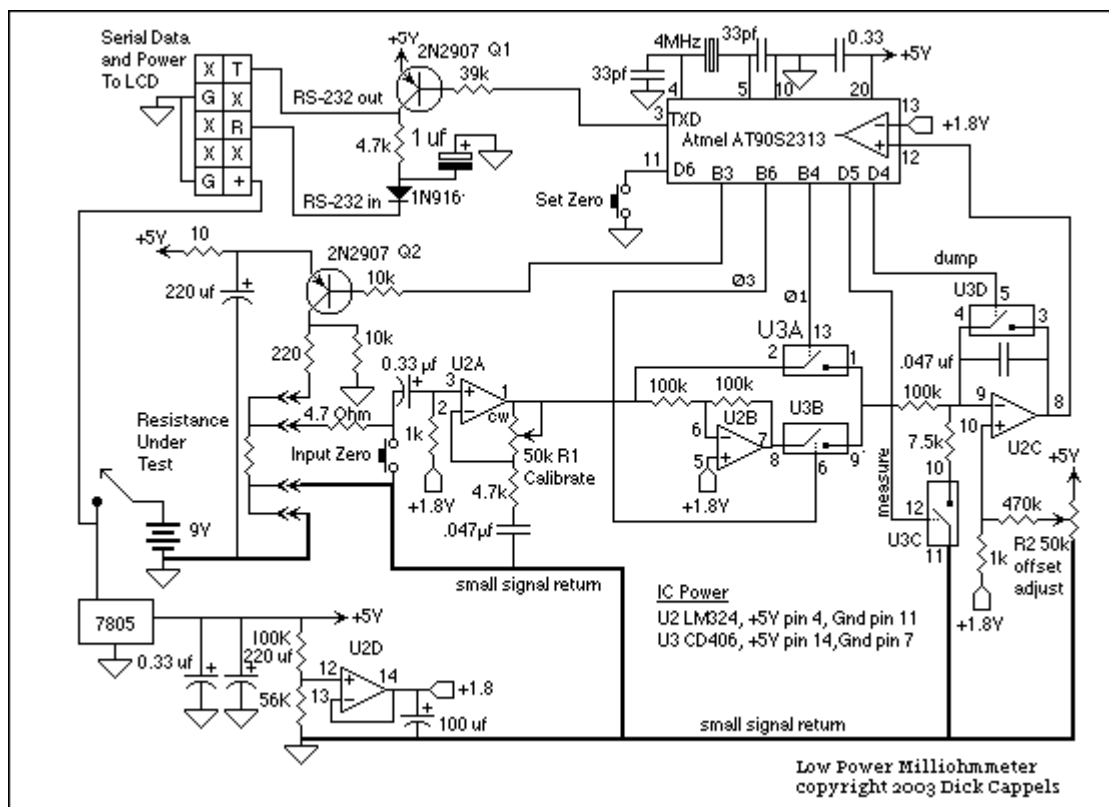 Serial Data
and Power
To LCD
X T
G X
X R
X X
G +
+5V
2N2907 Q1
39k
RS-232 out
4.7k
1 uf
+
RS-232 in
1N916
4MHz
33pf
33pf
0.33
+5V
4
5
10
20
3
TXD
Atmel AT90S2313
13
+1.8V
12
11
D6
B3
B6
B4
D5
D4
Set Zero
+5V
10
2N2907 Q2
10k
220 uf
+
220
10k
Ø3
Ø1
dump
U3D
5
4
3
U3A
13
2
1
.047 uf
0.33 µf
+
U2A
3
2
1
cw
1k
+1.8V
50k R1
Calibrate
4.7k
.047µf
4.7 Ohm
Input Zero
Resistance
Under
Test
100k
100k
U2B
6
5
7
+1.8V
U3B
8
9
6
100k
9
10
8
U2C
7.5k
10
measure
12
U3C
11
+5V
470k
R2 50k
offset
adjust
1k
+1.8V
9V
small signal return
IC Power
U2 LM324, +5V pin 4, Gnd pin 11
U3 CD406, +5V pin 14,Gnd pin 7
7805
+5V
0.33 uf
+
220 uf
+
100K
56K
U2D
12
13
14
+1.8
+
100 uf
small signal return
Low Power Milliohmmeter
copyright 2003 Dick Cappels